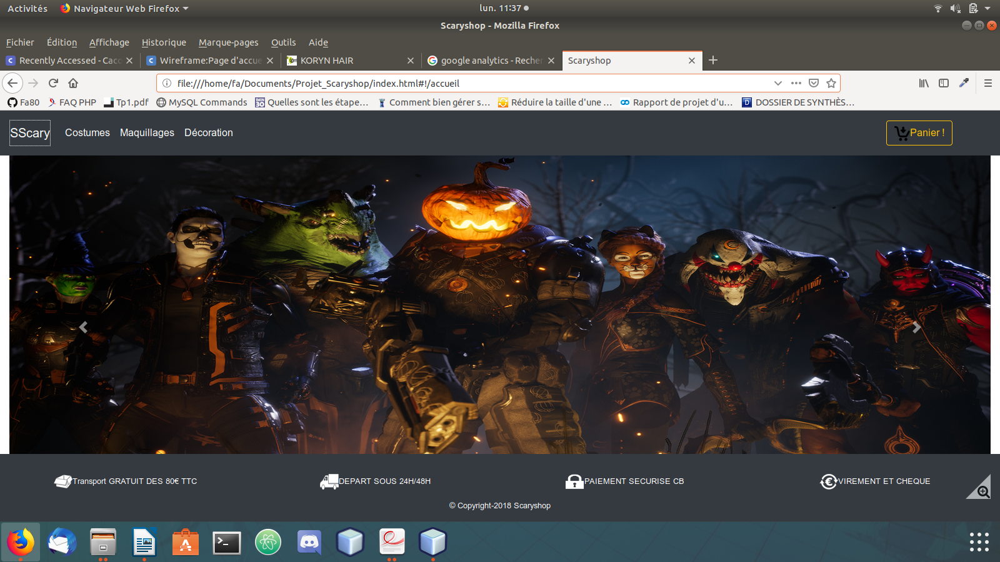 Activités Navigateur Web Firefox lun. 11:37
Scaryshop - Mozilla Firefox
Fichier Édition Affichage Historique Marque-pages Outils Aide
Recently Accessed - Cacc Wireframe:Page d'accue KORYN HAIR google analytics - Recher Scaryshop
file:///home/fa/Documents/Projet_Scaryshop/index.html#!/accueil
Fa80 FAQ PHP Tp1.pdf MySQL Commands Quelles sont les étape… Comment bien gérer s… Réduire la taille d'une … Rapport de projet d'u… DOSSIER DE SYNTHÈS…
SScary Costumes Maquillages Décoration Panier !
Transport GRATUIT DES 80€ TTC DEPART SOUS 24H/48H PAIEMENT SECURISE CB VIREMENT ET CHEQUE
© Copyright-2018 Scaryshop